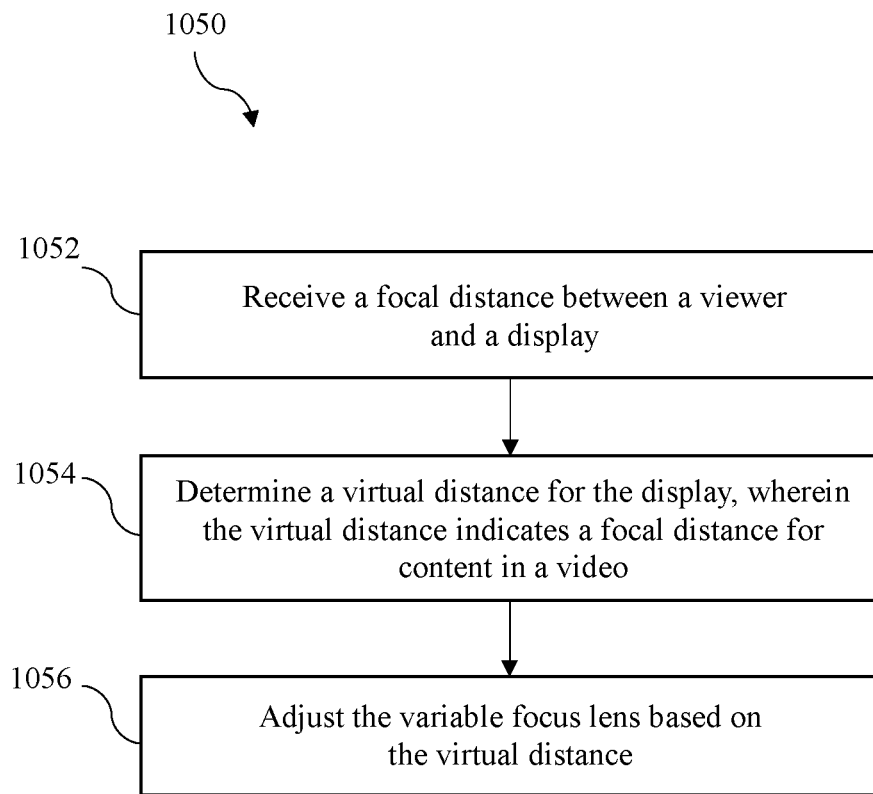 1050
1052
Receive a focal distance between a viewer
and a display
1054
Determine a virtual distance for the display, wherein
the virtual distance indicates a focal distance for
content in a video
1056
Adjust the variable focus lens based on
the virtual distance